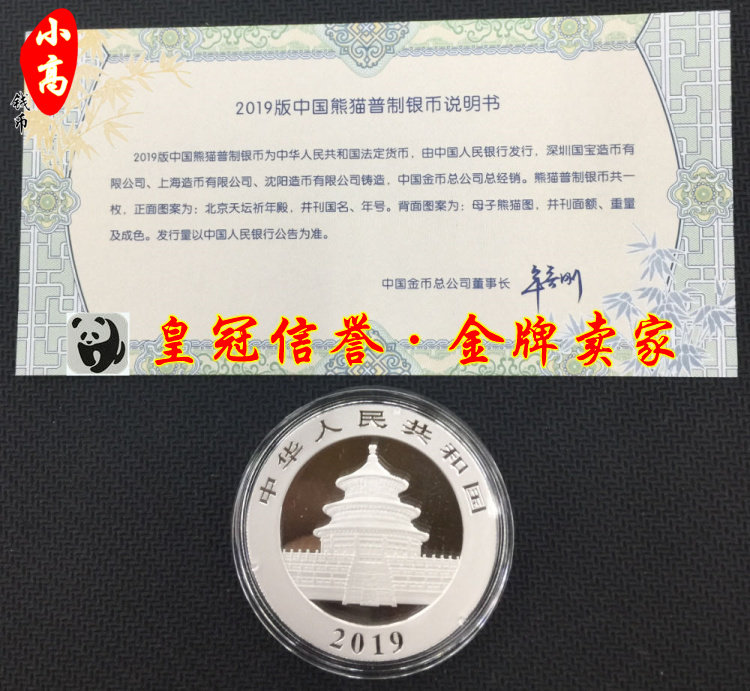 小高
钱币
2019版中国熊猫普制银币说明书
2019版中国熊猫普制银币为中华人民共和国法定货币，由中国人民银行发行，深圳国宝造币有
限公司、上海造币有限公司、沈阳造币有限公司铸造，中国金币总公司总经销。熊猫普制银币共一
枚，正面图案为：北京天坛祈年殿，并刊国名、年号。背面图案为：母子熊猫图，并刊面额、重量
及成色。发行量以中国人民银行公告为准。
中国金币总公司董事长
皇冠信誉·金牌卖家
中华人民共和国
2019